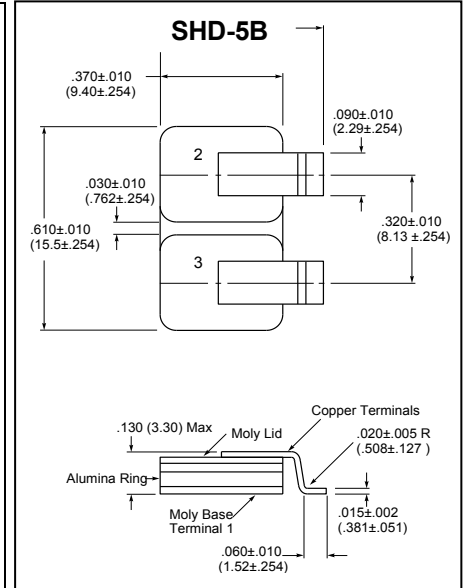 SHD-5B
.370±.010
(9.40±.254)
.090±.010
(2.29±.254)
2
.030±.010
(.762±.254)
.610±.010
(15.5±.254)
.320±.010
(8.13 ±.254)
3
Copper Terminals
.130 (3.30) Max
Moly Lid
.020±.005 R
(.508±.127 )
Alumina Ring
Moly Base
Terminal 1
.015±.002
(.381±.051)
.060±.010
(1.52±.254)